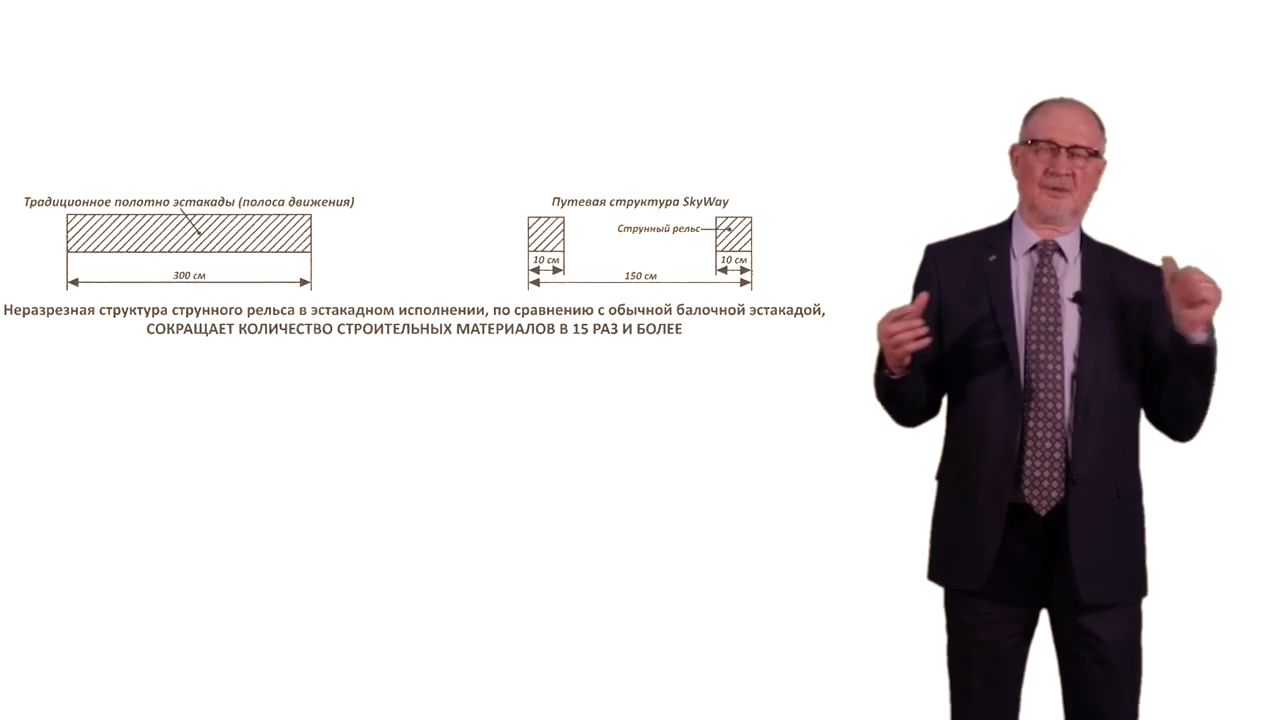 Традиционное полотно эстакады (полоса движения)
300 см
Путевая структура SkyWay
Струнный рельс
10 см
10 см
150 см
Неразрезная структура струнного рельса в эстакадном исполнении, по сравнению с обычной балочной эстакадой,
СОКРАЩАЕТ КОЛИЧЕСТВО СТРОИТЕЛЬНЫХ МАТЕРИАЛОВ В 15 РАЗ И БОЛЕЕ